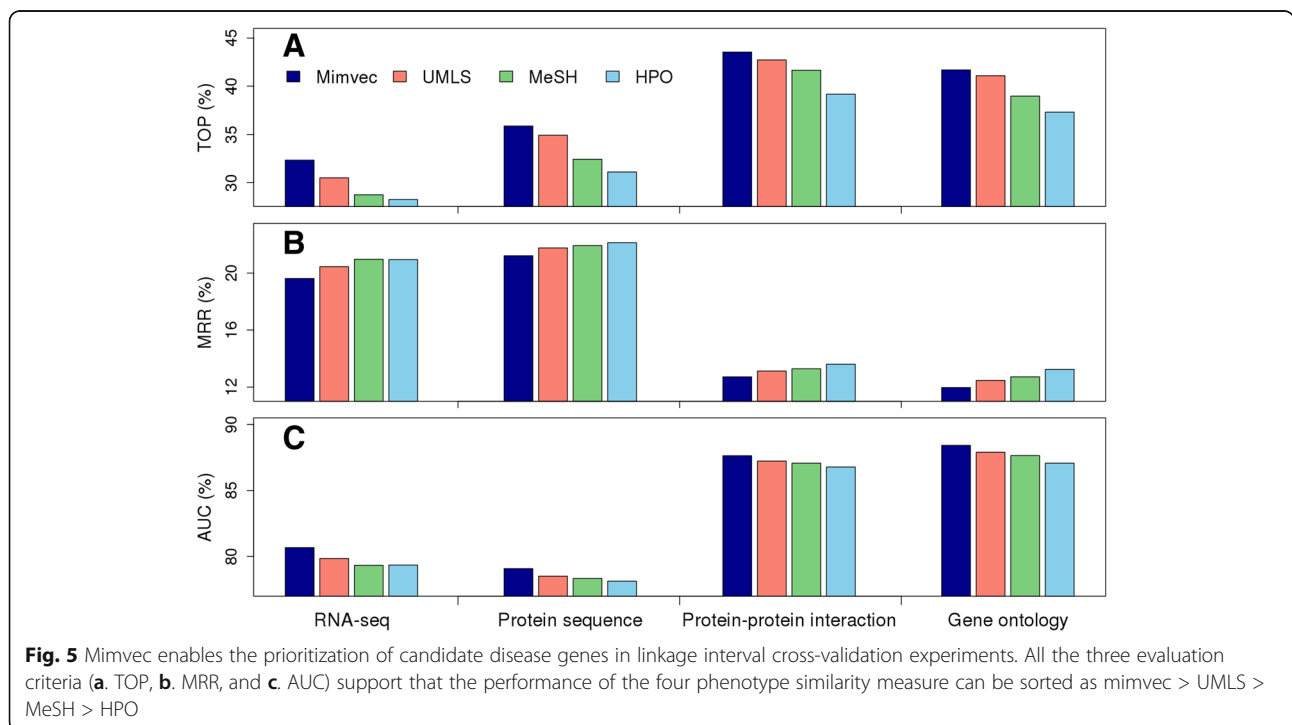 A
Mimvec UMLS MeSH HPO
TOP (%)
45
40
35
30
B
MRR (%)
20
16
12
C
AUC (%)
90
85
80
RNA-seq Protein sequence Protein-protein interaction Gene ontology
Fig. 5 Mimvec enables the prioritization of candidate disease genes in linkage interval cross-validation experiments. All the three evaluation
criteria (a. TOP, b. MRR, and c. AUC) support that the performance of the four phenotype similarity measure can be sorted as mimvec > UMLS >
MeSH > HPO